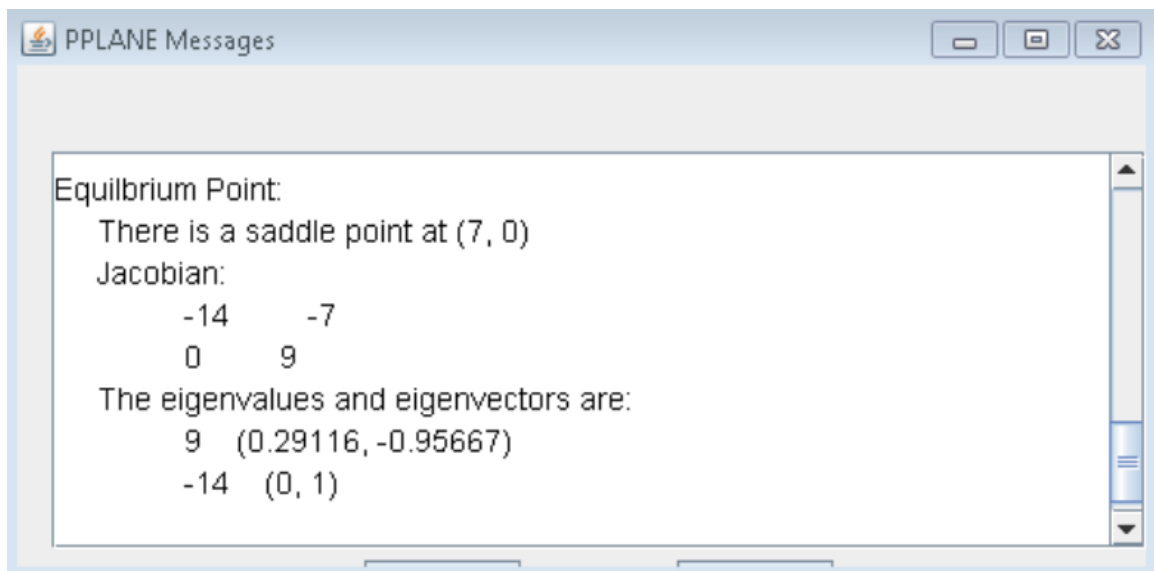 PPLANE Messages
Equilbrium Point:
There is a saddle point at (7, 0)
Jacobian:
-14 -7
0 9
The eigenvalues and eigenvectors are:
9 (0.29116, -0.95667)
-14 (0, 1)